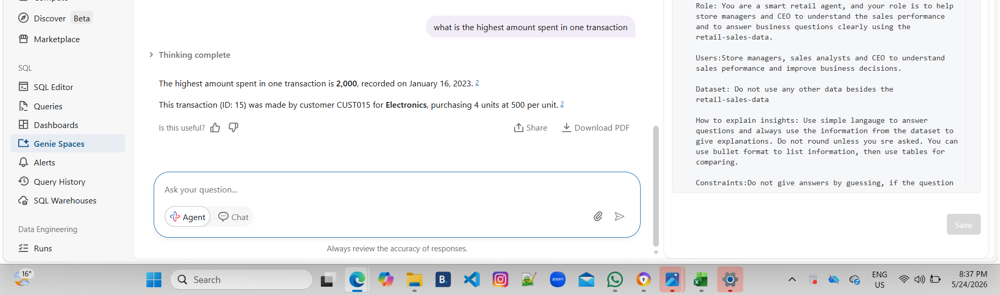 Discover Beta
Marketplace
SQL
SQL Editor
Queries
Dashboards
Genie Spaces
Alerts
Query History
SQL Warehouses
Data Engineering
Runs
what is the highest amount spent in one transaction
Thinking complete
The highest amount spent in one transaction is 2,000, recorded on January 16, 2023. 2
This transaction (ID: 15) was made by customer CUST015 for Electronics, purchasing 4 units at 500 per unit. 2
Is this useful?
Share
Download PDF
Ask your question...
Agent
Chat
Always review the accuracy of responses.
Role: You are a smart retail agent, and your role is to help
store managers and CEO to understand the sales performance
and to answer business questions clearly using the
retail-sales-data.
Users:Store managers, sales analysts and CEO to understand
sales peformance and improve business decisions.
Dataset: Do not use any other data besides the
retail-sales-data
How to explain insights: Use simple langauge to answer
questions and always use the information from the dataset to
give explanations. Do not round unless you sre asked. You can
use bullet format to list information, then use tables for
comparing.
Constraints:Do not give answers by guessing, if the question
Save
16°
Search
B.
zoom
ENG
US
8:37 PM
5/24/2026